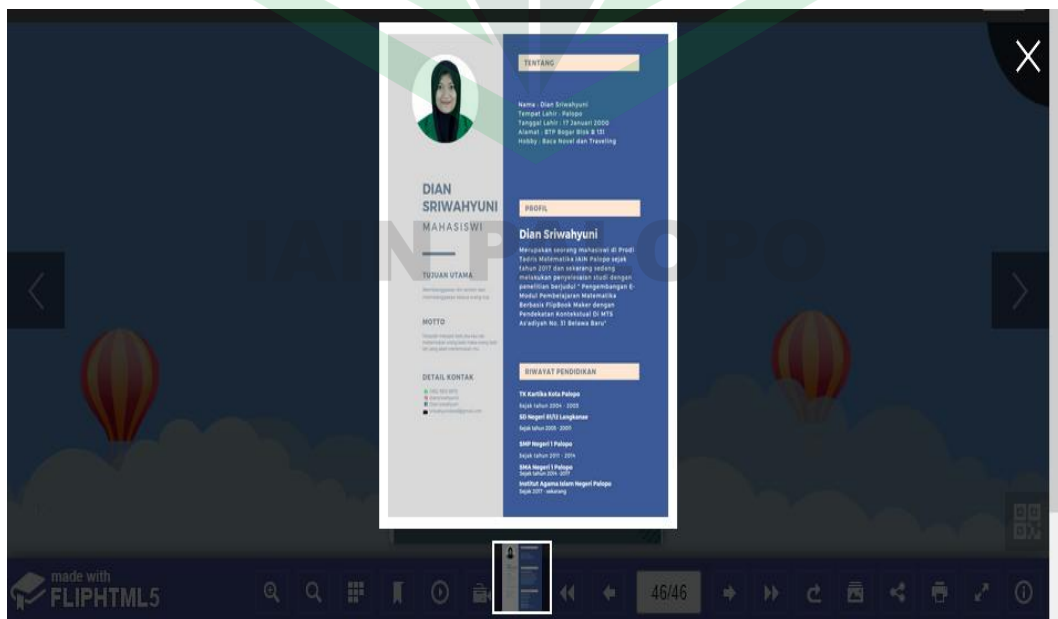 TENTANG
Nama : Dian Sriwahyuni
Tempat Lahir : Palopo
Tanggal Lahir : 17 Januari 2000
Alamat : BTP Bogar Blok B 131
Hobby : Baca Novel dan Traveling
DIAN
SRIWAHYUNI
MAHASISWI
TUJUAN UTAMA
MOTTO
DETAIL KONTAK
PROFIL
Dian Sriwahyuni
Merupakan seorang mahasiswi di Prodi
Tadris Matematika IAIN Palopo sejak
tahun 2017 dan sekarang sedang
melakukan penyelesaian studi dengan
penelitian berjudul " Pengembangan E-
Modul Pembelajaran Matematika
Berbasis FlipBook Maker dengan
Pendekatan Kontekstual Di MTS
As'adiyah No. 31 Belawa Baru"
RIWAYAT PENDIDIKAN
TK Kartika Kota Palopo
Sejak tahun 2004 - 2005
SD Negeri Langkanae
Sejak tahun 2005 -
SMP Negeri 1 Palopo
Sejak tahun 2011 - 2014
SMA Negeri 1 Palopo
Sejak tahun 2014 -2017
Institut Agama Islam Negeri Palopo
Sejak 2017 -sekarang
IAIN PALOPO
made with
FLIPHTML5
46/46